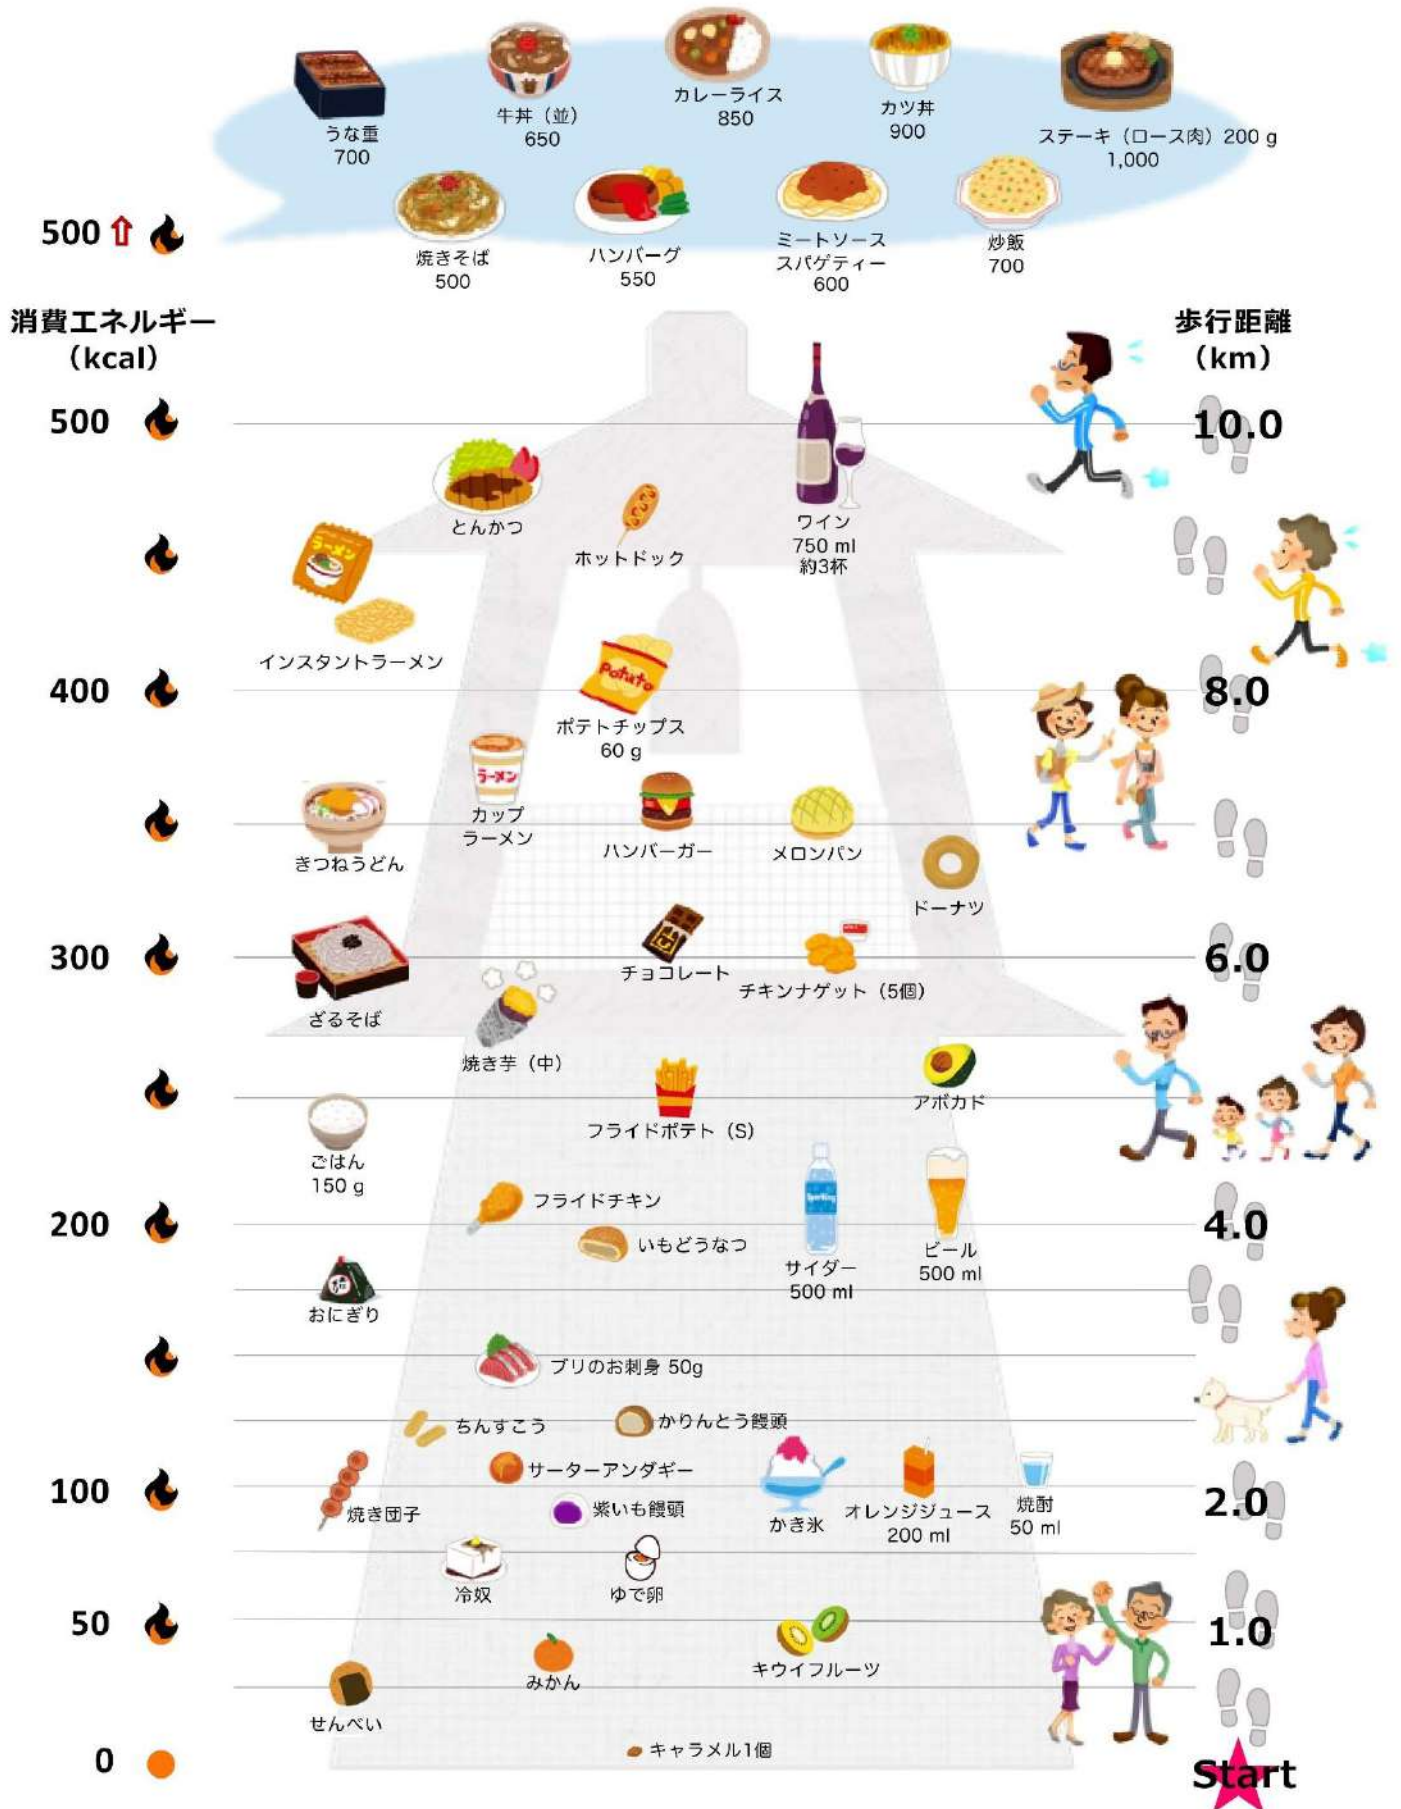 うな重
700
牛丼（並）
650
カレーライス
850
カツ丼
900
ステーキ（ロース肉）200 g
1,000
500⇧
焼きそば
500
ハンバーグ
550
ミートソース
スパゲティー
600
炒飯
700
消費エネルギー
（kcal）
歩行距離
（km）
500
10.0
とんかつ
ホットドック
ワイン
750 ml
約3杯
ラーメン
インスタントラーメン
400
8.0
Potato
ポテトチップス
60 g
ラーメン
カップ
ラーメン
きつねうどん
ハンバーガー
メロンパン
ドーナツ
300
6.0
ざるそば
チョコレート
チキンナゲット（5個）
焼き芋（中）
フライドポテト（S）
アボカド
ごはん
150 g
200
4.0
フライドチキン
いもどうなつ
サイダー
500 ml
ビール
500 ml
おにぎり
ブリのお刺身 50g
ちんすこう
かりんとう饅頭
サーターアンダギー
100
2.0
焼き団子
紫いも饅頭
かき氷
オレンジジュース
200 ml
焼酎
50 ml
冷奴
ゆで卵
50
1.0
みかん
キウイフルーツ
せんべい
キャラメル1個
0
Start